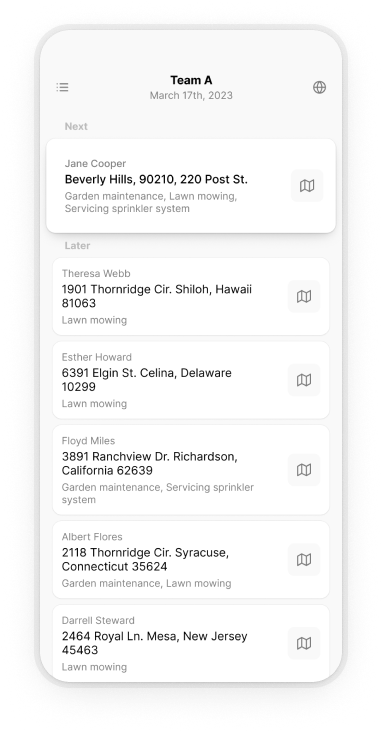 Team A
March 17th, 2023
Next
Jane Cooper
Beverly Hills, 90210, 220 Post St.
Garden maintenance, Lawn mowing,
Servicing sprinkler system
Later
Theresa Webb
1901 Thornridge Cir. Shiloh, Hawaii
81063
Lawn mowing
Esther Howard
6391 Elgin St. Celina, Delaware
10299
Lawn mowing
Floyd Miles
3891 Ranchview Dr. Richardson,
California 62639
Garden maintenance, Servicing sprinkler
system
Albert Flores
2118 Thornridge Cir. Syracuse,
Connecticut 35624
Garden maintenance, Lawn mowing
Darrell Steward
2464 Royal Ln. Mesa, New Jersey
45463
Lawn mowing